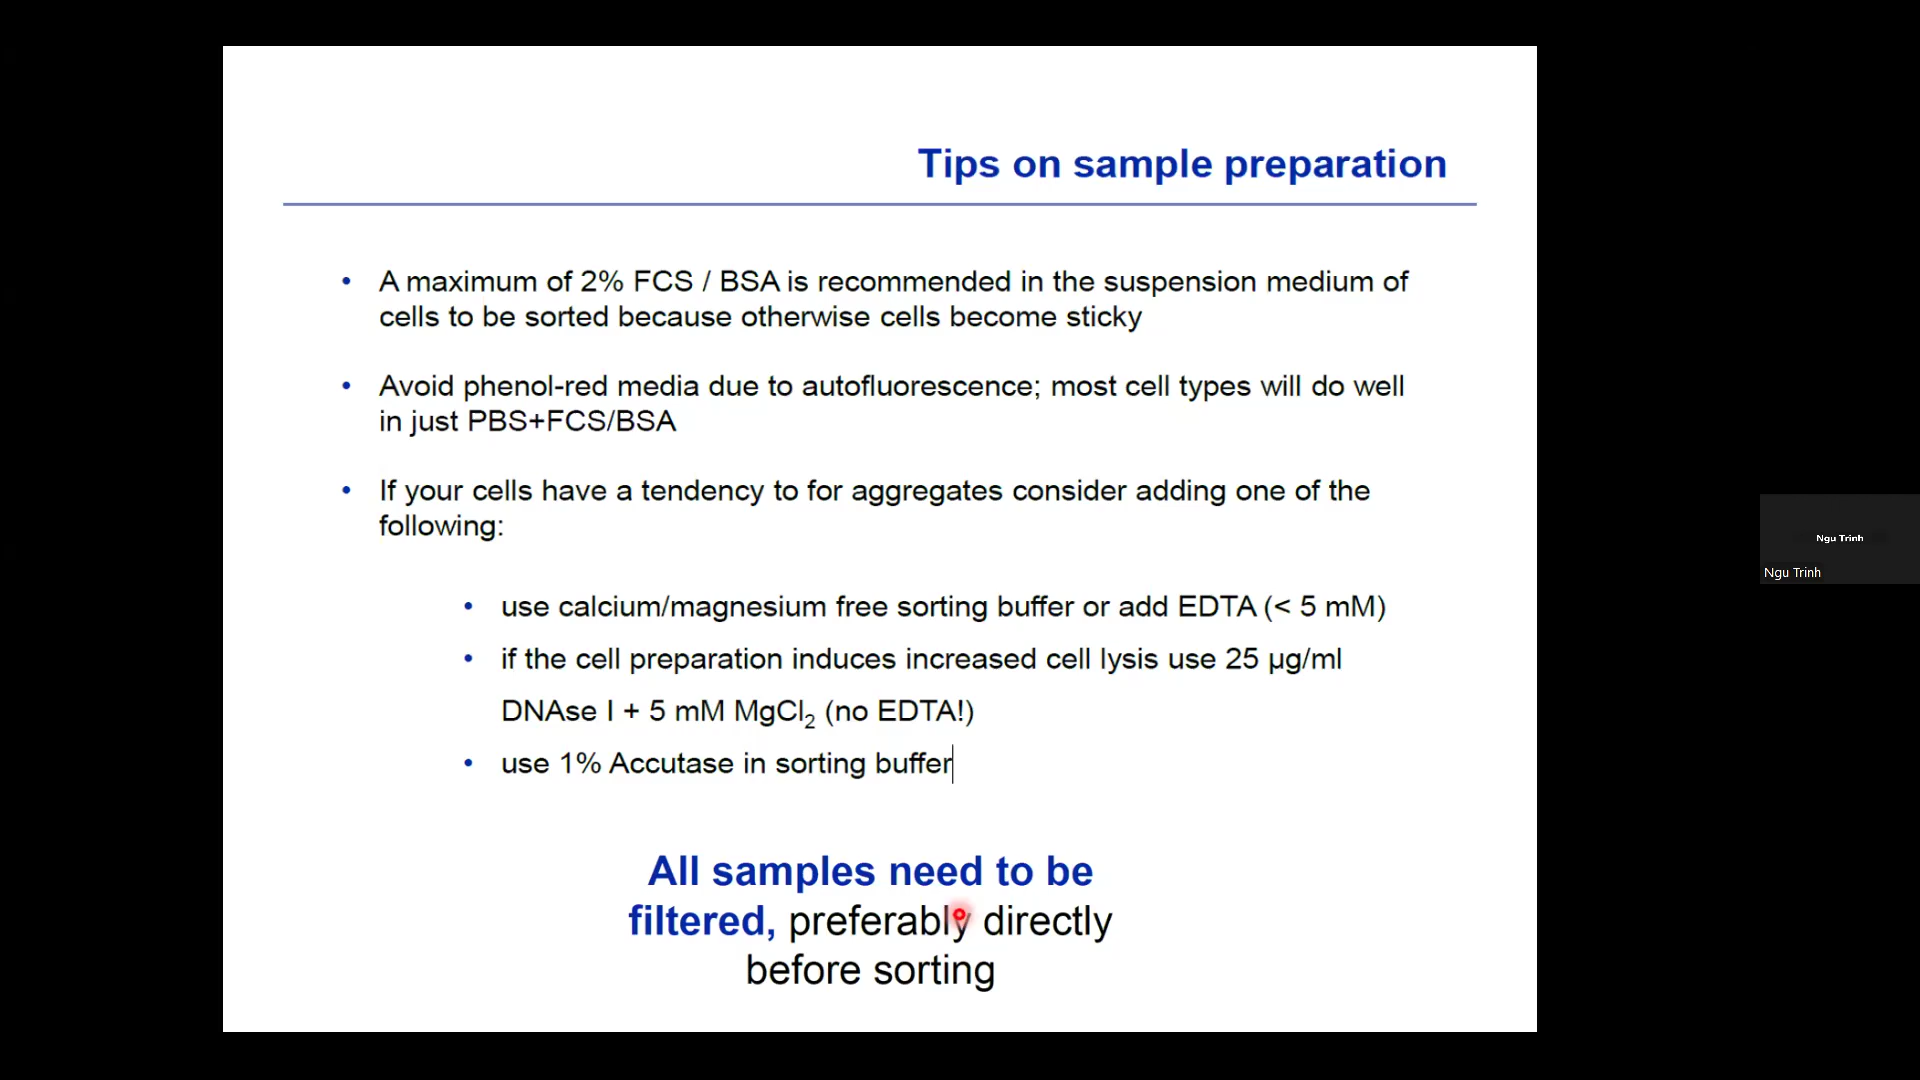 Tips on sample preparation
• A maximum of 2% FCS / BSA is recommended in the suspension medium of
cells to be sorted because otherwise cells become sticky
• Avoid phenol-red media due to autofluorescence; most cell types will do well
in just PBS+FCS/BSA
• If your cells have a tendency to for aggregates consider adding one of the
following:
• use calcium/magnesium free sorting buffer or add EDTA (< 5 mM)
• if the cell preparation induces increased cell lysis use 25 µg/ml
DNAse I + 5 mM MgCl₂ (no EDTA!)
• use 1% Accutase in sorting buffer
All samples need to be
filtered, preferably directly
before sorting
Ngu Trinh
Ngu Trinh